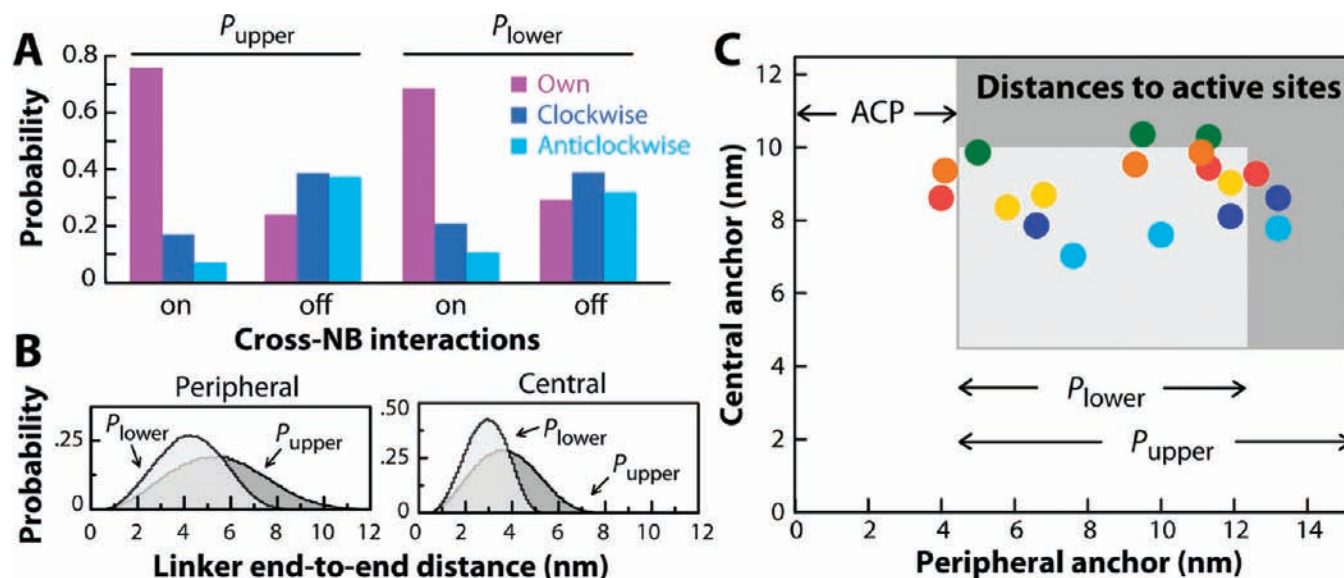 A
P upper
P lower
Probability
0.8
0.6
0.4
0.2
0
Own
Clockwise
Anticlockwise
on
off
on
off
Cross-NB interactions
B
Peripheral
Central
Probability
.25
0
P lower
P upper
0 2 4 6 8 10 12
.50
.25
0
P lower
P upper
0 2 4 6 8 10 12
Linker end-to-end distance (nm)
C
Distances to active sites
ACP
Central anchor (nm)
12
10
8
6
4
2
0
P lower
P upper
0 2 4 6 8 10 12 14
Peripheral anchor (nm)